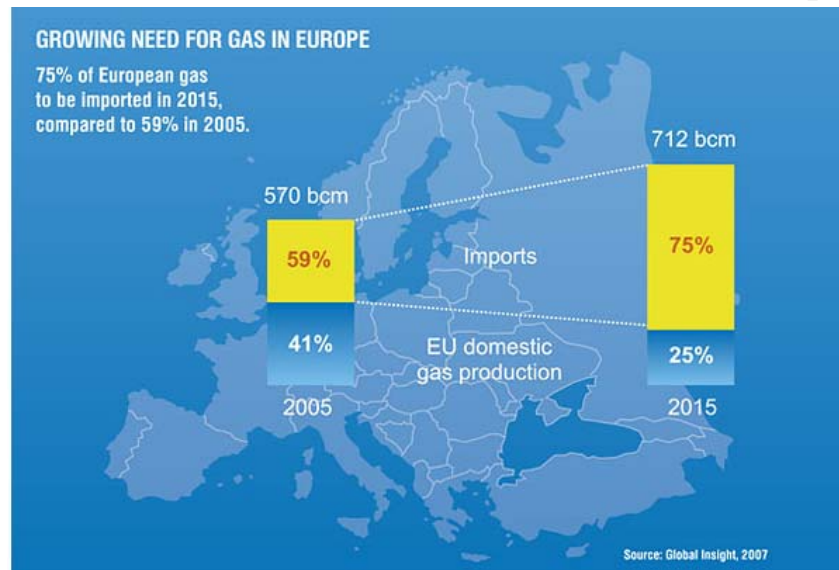 GROWING NEED FOR GAS IN EUROPE
75% of European gas
to be imported in 2015,
compared to 59% in 2005.
712 bcm
570 bcm
59%
Imports
75%
41%
EU domestic
gas production
25%
2005
2015
Source: Global Insight, 2007